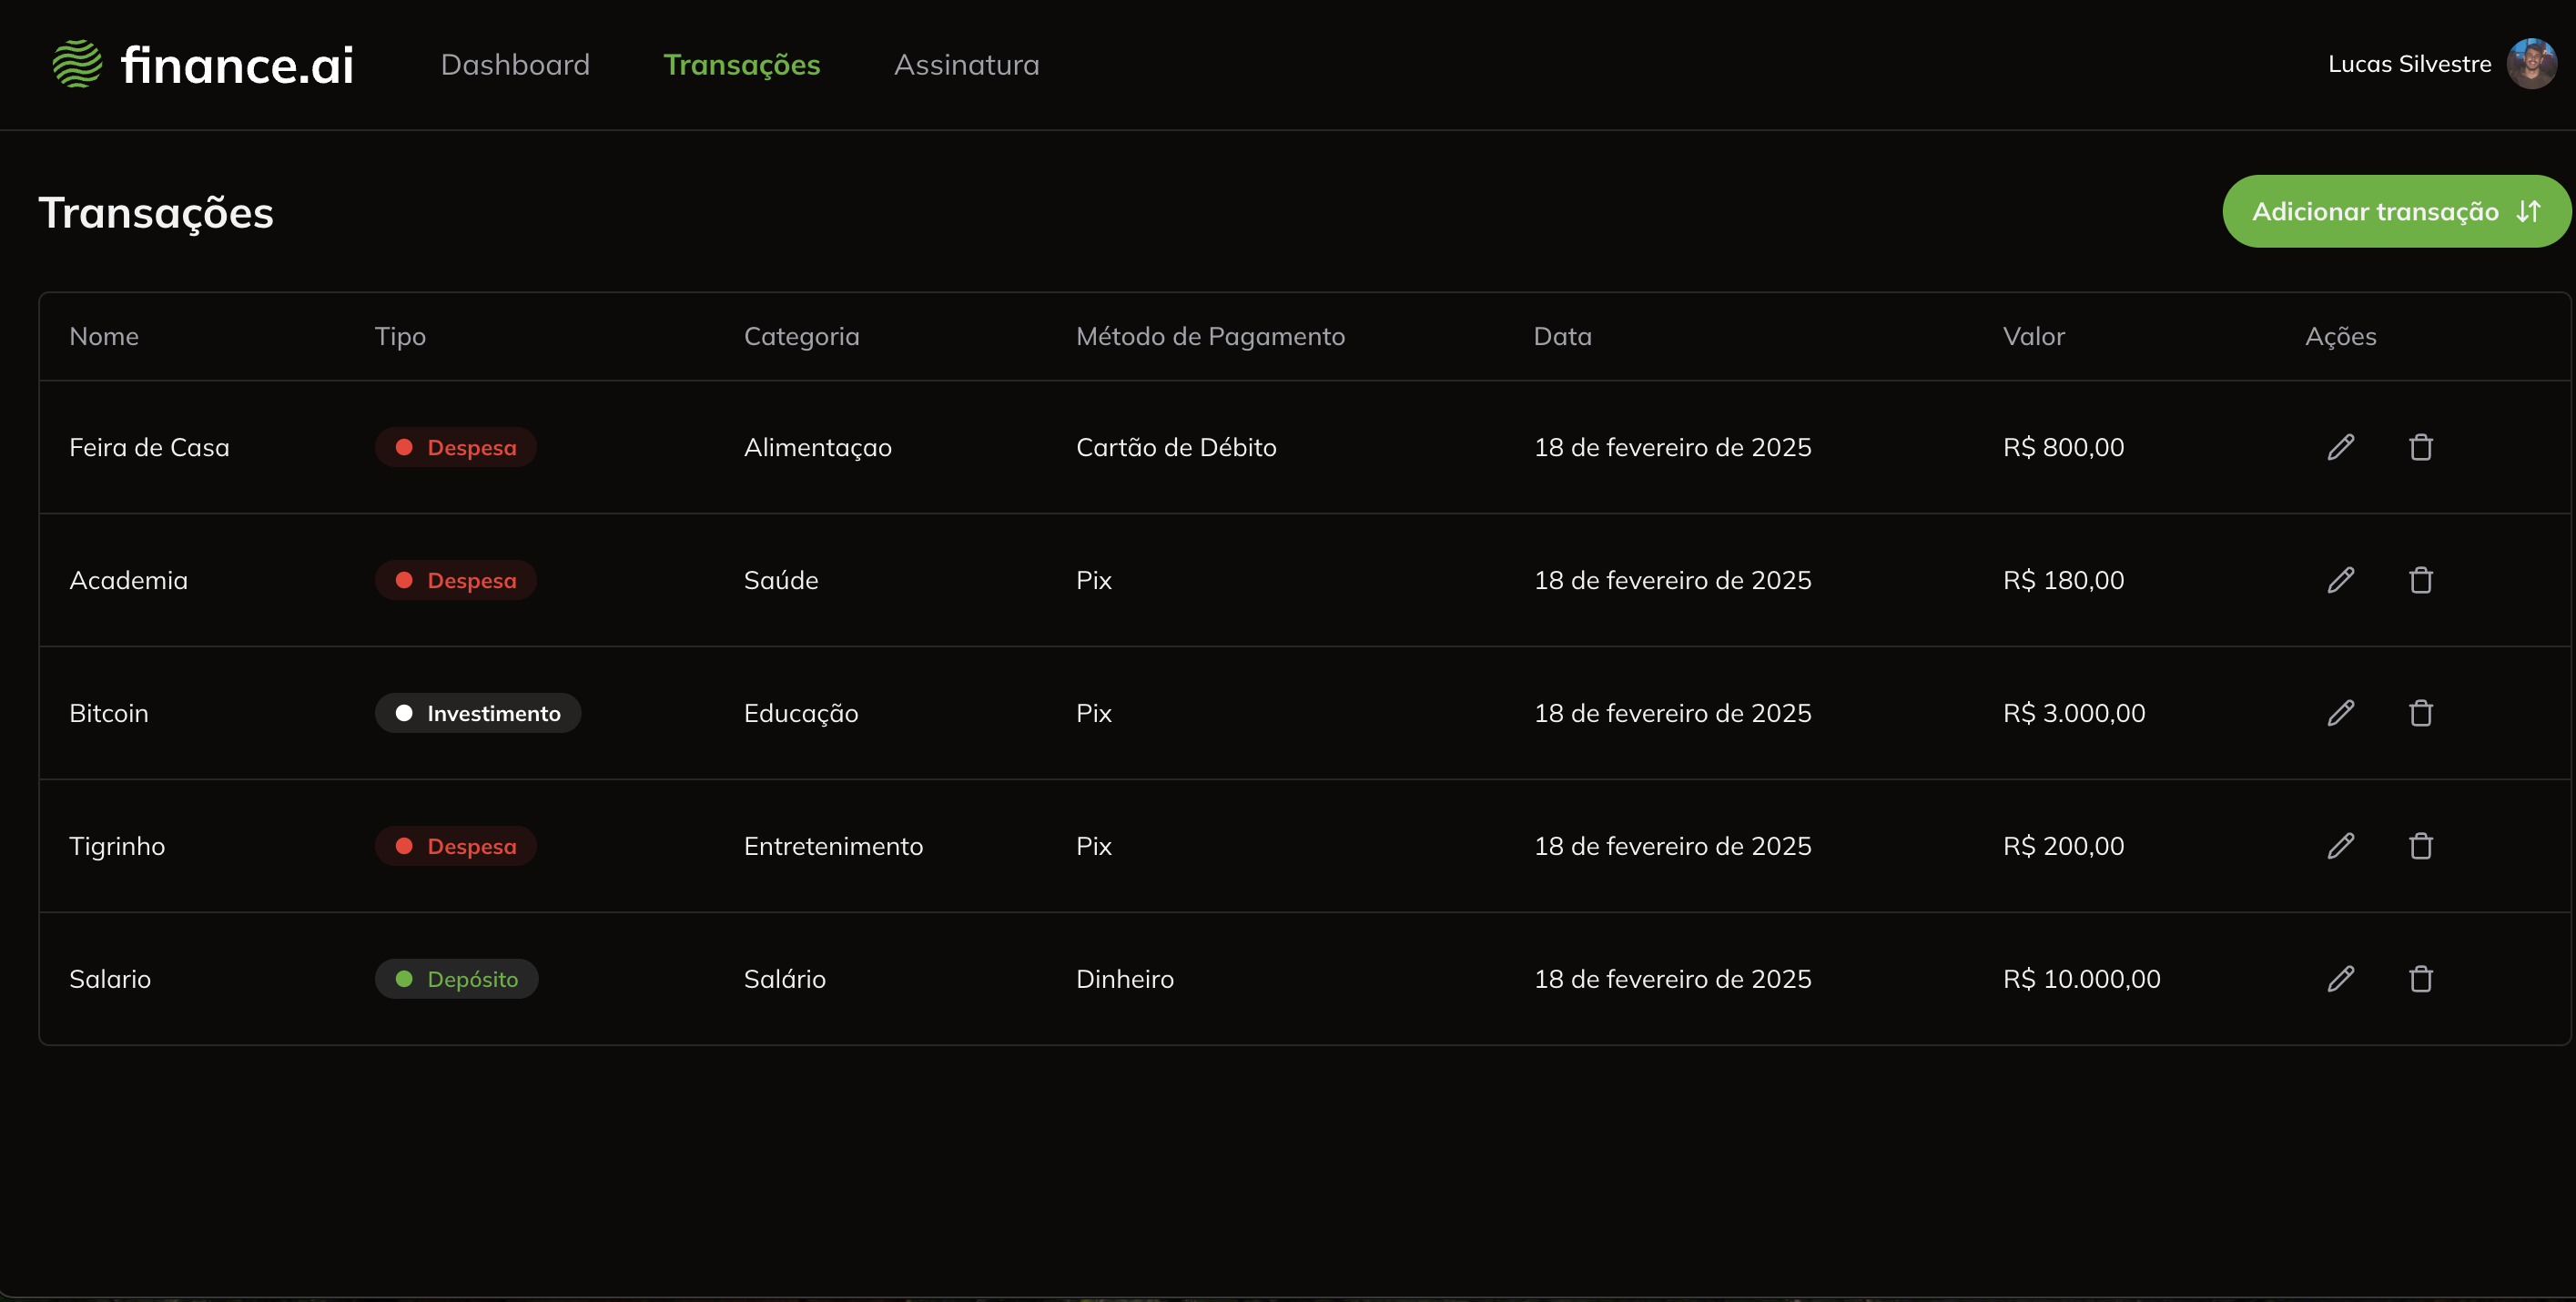 finance.ai Dashboard Transações Assinatura Lucas Silvestre
Transações Adicionar transação
Nome Tipo Categoria Método de Pagamento Data Valor Ações
Feira de Casa Despesa Alimentaçao Cartão de Débito 18 de fevereiro de 2025 R$ 800,00
Academia Despesa Saúde Pix 18 de fevereiro de 2025 R$ 180,00
Bitcoin Investimento Educação Pix 18 de fevereiro de 2025 R$ 3.000,00
Tigrinho Despesa Entretenimento Pix 18 de fevereiro de 2025 R$ 200,00
Salario Depósito Salário Dinheiro 18 de fevereiro de 2025 R$ 10.000,00